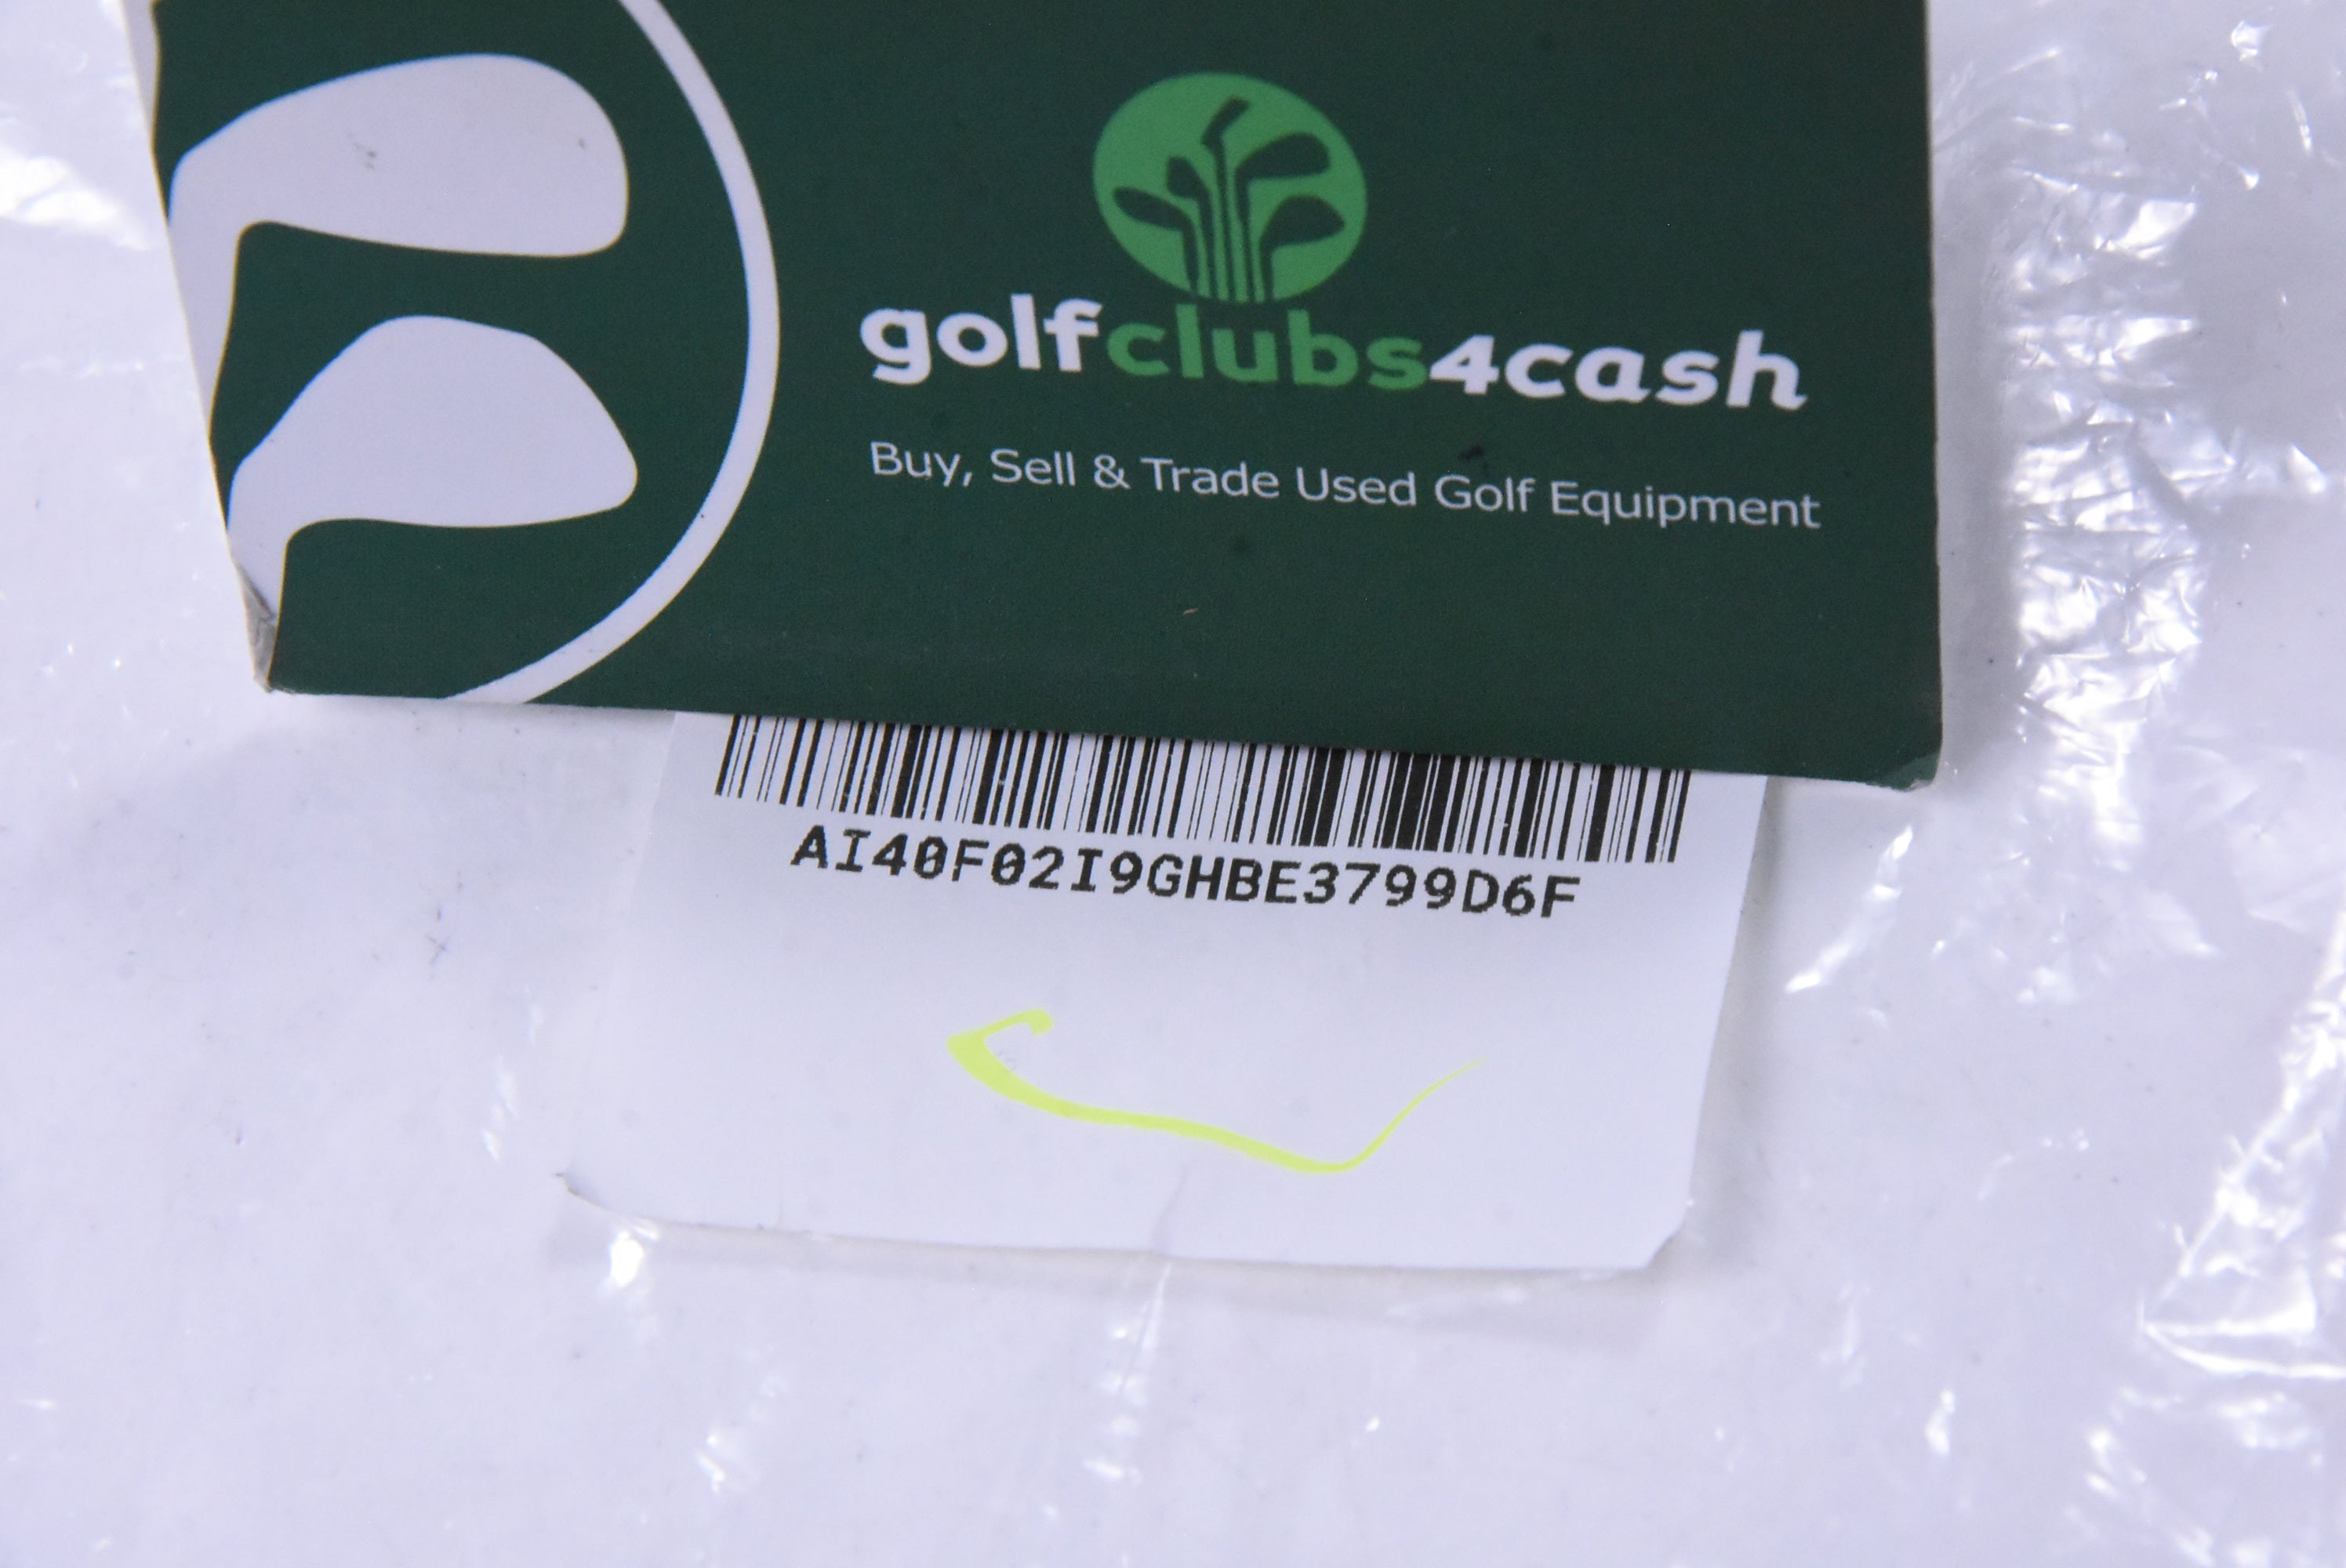 golfclubs4cash
Buy, Sell & Trade Used Golf Equipment
AI40F02I9GHBE3799D6F